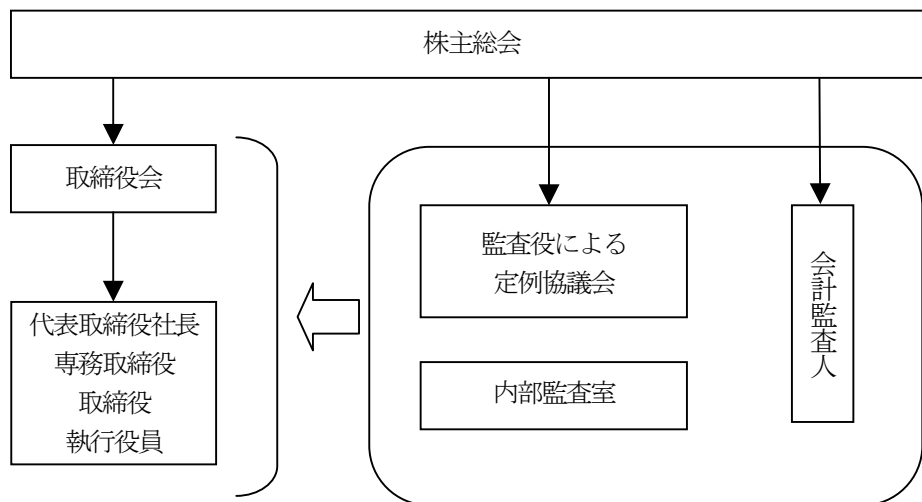 株主総会
取締役会
監査役による
定例協議会
会計監査人
代表取締役社長
専務取締役
取締役
執行役員
内部監査室